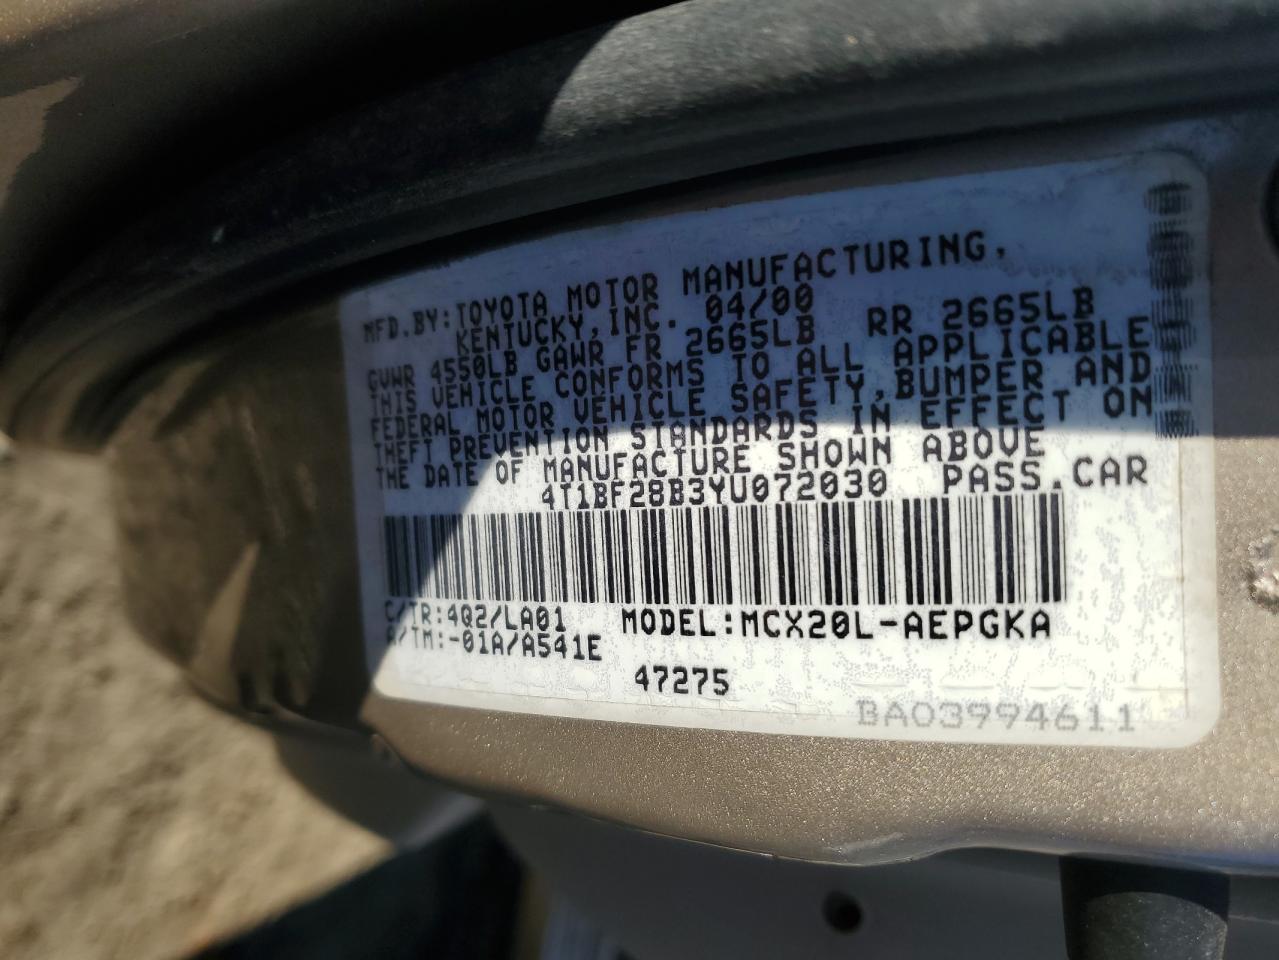 MFD.BY:TOYOTA MOTOR MANUFACTURING,
KENTUCKY,INC. 04/00
GVWR 4550LB GAWR FR 2665LB RR 2665LB
THIS VEHICLE CONFORMS TO ALL APPLICABLE
FEDERAL MOTOR VEHICLE SAFETY,BUMPER AND
THEFT PREVENTION STANDARDS IN EFFECT ON
THE DATE OF MANUFACTURE SHOWN ABOVE
4T1BF28B3YU072030 PASS.CAR
C/TR:4Q2/LA01 MODEL:MCX20L-AEPGKA
A/TM:-01A/A541E
47275
BA03994611